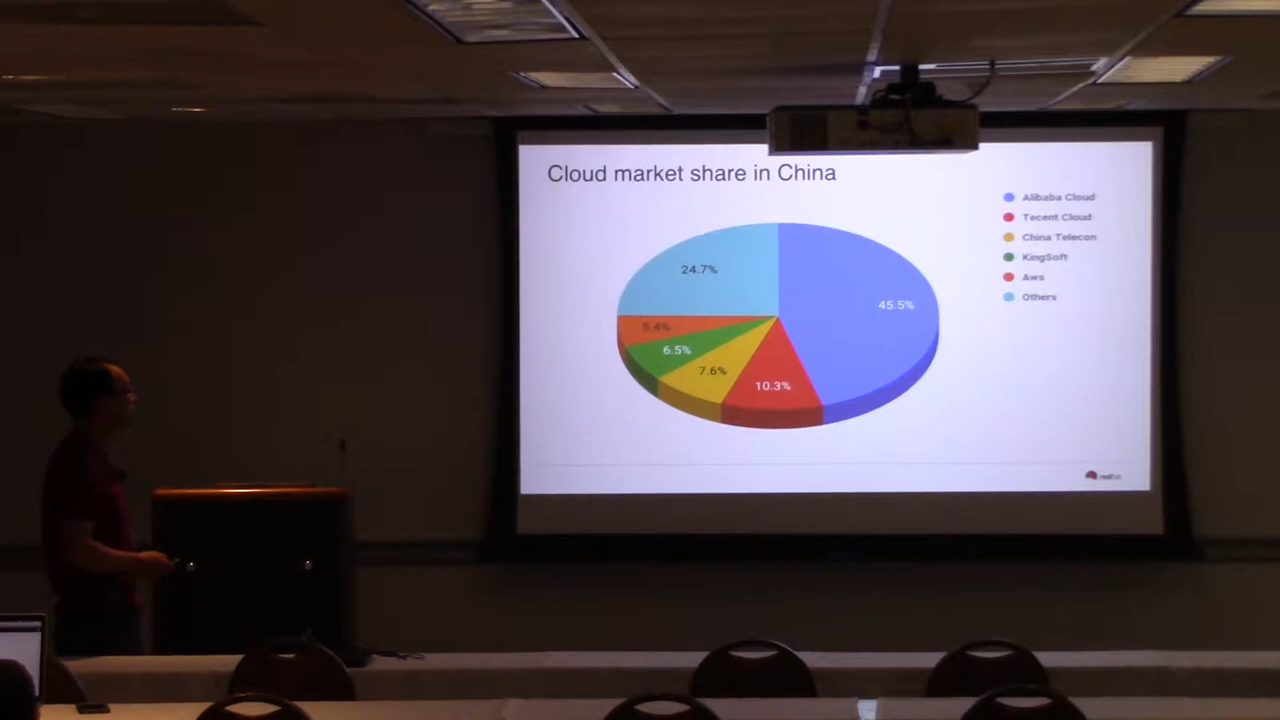 Cloud market share in China
Alibaba Cloud
Tecent Cloud
China Telecon
KingSoft
Aws
Others
24.7%
45.5%
5.4%
6.5%
7.6%
10.3%
redhat